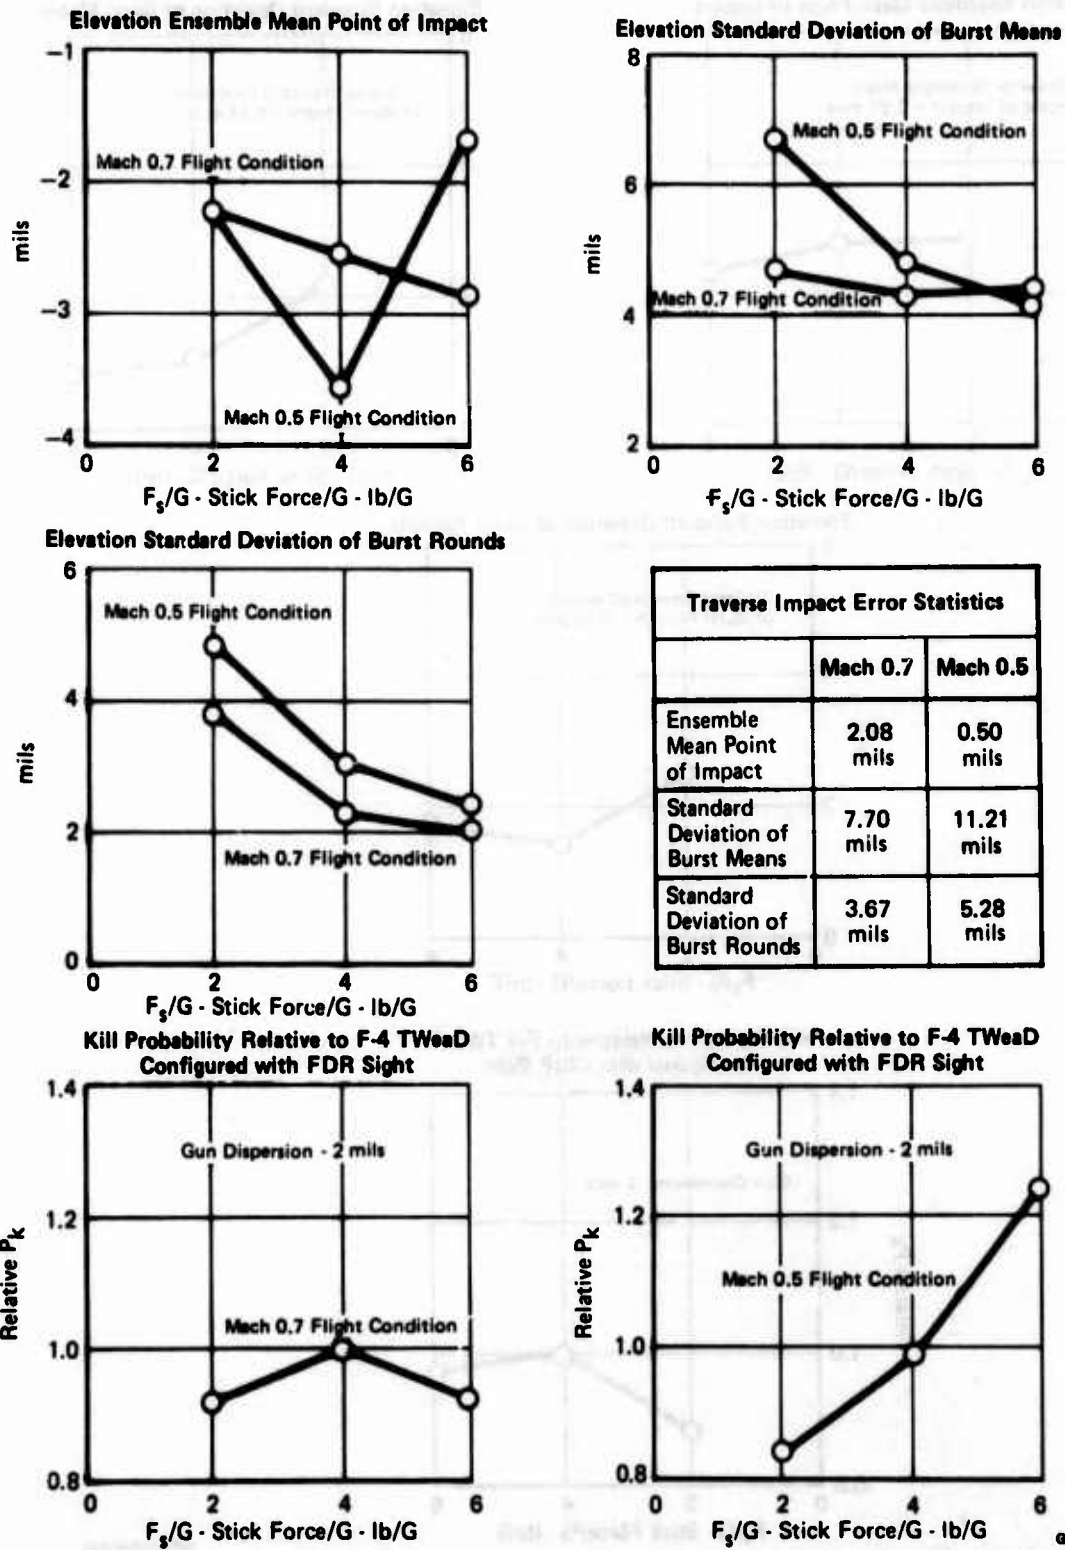 Elevation Ensemble Mean Point of Impact
-1
-2
-3
-4
mils
Mach 0.7 Flight Condition
Mach 0.5 Flight Condition
0 2 4 6
Fs/G - Stick Force/G - lb/G
Elevation Standard Deviation of Burst Means
8
6
4
2
mils
Mach 0.5 Flight Condition
Mach 0.7 Flight Condition
0 2 4 6
Fs/G - Stick Force/G - lb/G
Elevation Standard Deviation of Burst Rounds
6
4
2
0
mils
Mach 0.5 Flight Condition
Mach 0.7 Flight Condition
0 2 4 6
Fs/G - Stick Force/G - lb/G
Traverse Impact Error Statistics
Mach 0.7 Mach 0.5
Ensemble
Mean Point
of Impact
2.08
mils
0.50
mils
Standard
Deviation of
Burst Means
7.70
mils
11.21
mils
Standard
Deviation of
Burst Rounds
3.67
mils
5.28
mils
Kill Probability Relative to F-4 TWeaD
Configured with FDR Sight
1.4
1.2
1.0
0.8
Relative Pk
Gun Dispersion - 2 mils
Mach 0.7 Flight Condition
0 2 4 6
Fs/G - Stick Force/G - lb/G
Kill Probability Relative to F-4 TWeaD
Configured with FDR Sight
1.4
1.2
1.0
0.8
Relative Pk
Gun Dispersion - 2 mils
Mach 0.5 Flight Condition
0 2 4 6
Fs/G - Stick Force/G - lb/G